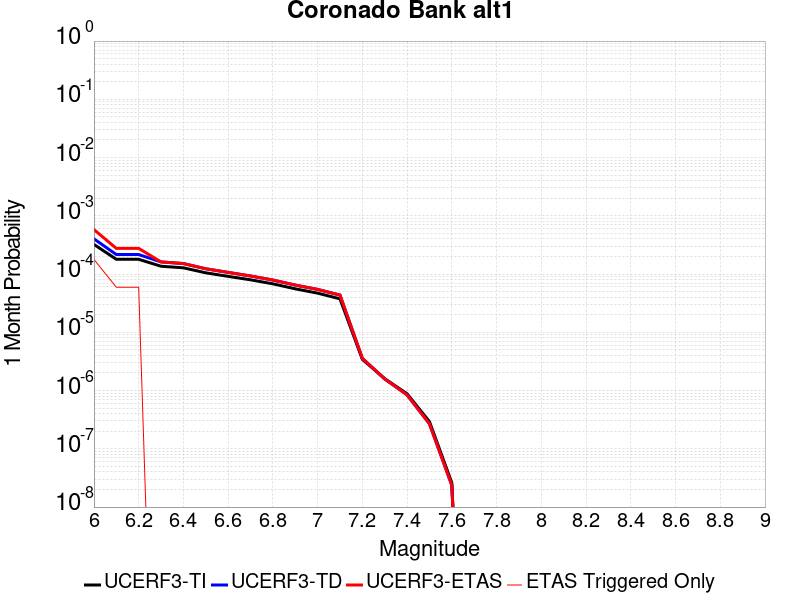 Coronado Bank alt1
10^0
10^-1
10^-2
10^-3
10^-4
10^-5
10^-6
10^-7
10^-8
1 Month Probability
6 6.2 6.4 6.6 6.8 7 7.2 7.4 7.6 7.8 8 8.2 8.4 8.6 8.8 9
Magnitude
UCERF3-TI UCERF3-TD UCERF3-ETAS ETAS Triggered Only